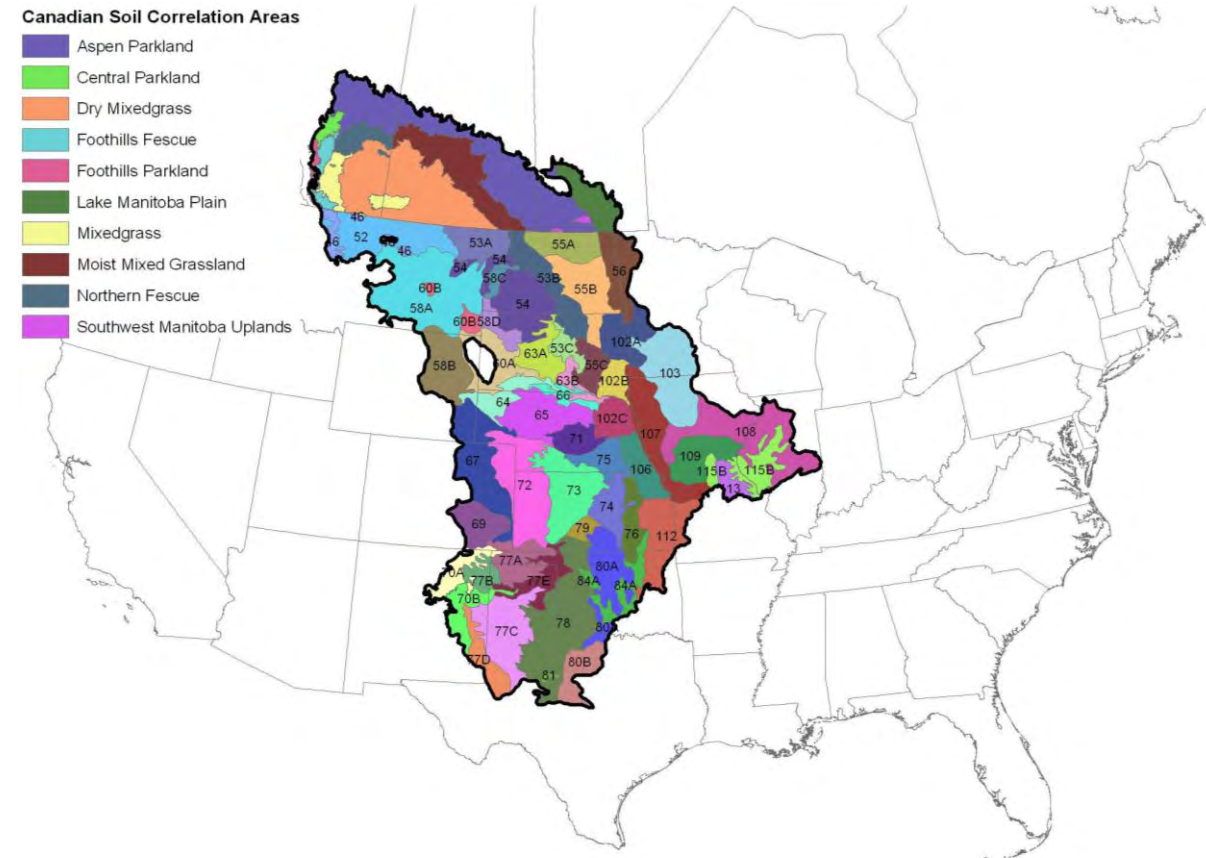 Canadian Soil Correlation Areas
Aspen Parkland
Central Parkland
Dry Mixedgrass
Foothills Fescue
Foothills Parkland
Lake Manitoba Plain
Mixedgrass
Moist Mixed Grassland
Northern Fescue
Southwest Manitoba Uplands
46
46
52
46
53A
54
54
58C
55A
56
53B
55B
60B
58A
54
60B
58D
102A
58B
60A
63A
53C
55C
103
63B
102B
64
66
65
102C
107
108
71
67
75
109
72
73
106
115B
115B
74
69
79
76
112
77A
80A
70A
77B
77E
84A
84A
70B
78
77C
77D
80B
81